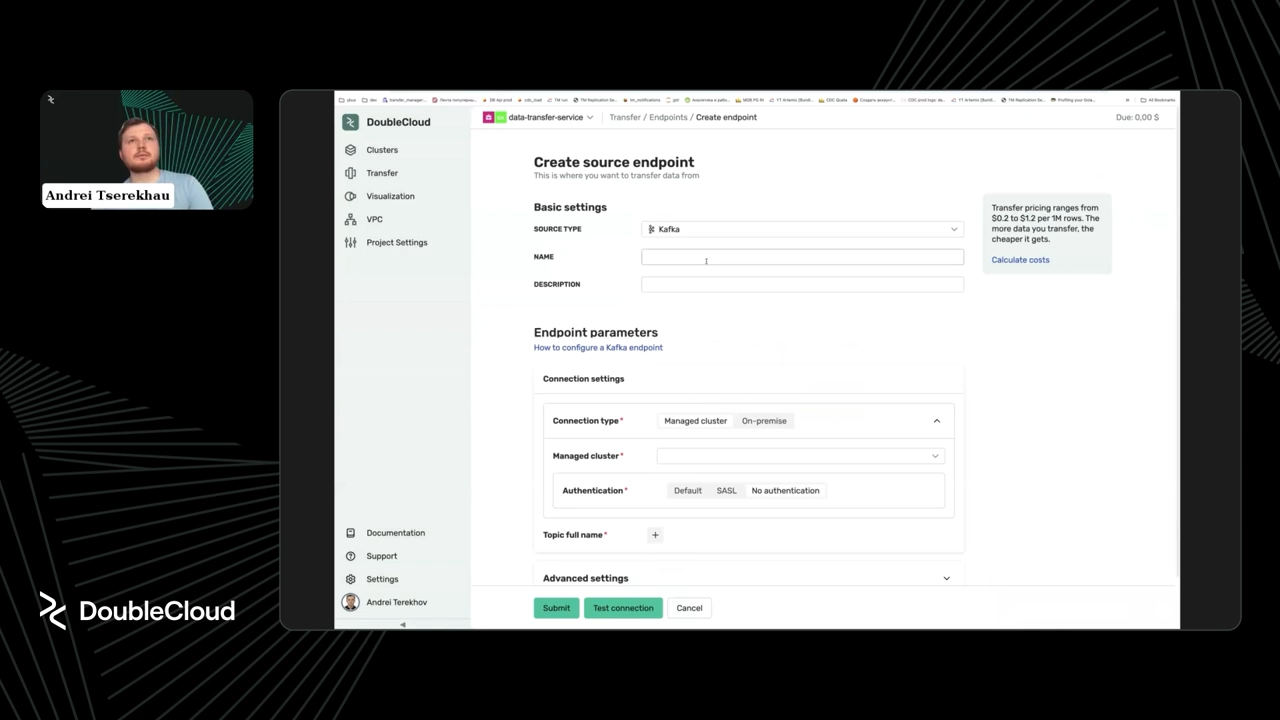 DoubleCloud
data-transfer-service
Transfer / Endpoints / Create endpoint
Due: 0,00 $
Clusters
Transfer
Visualization
VPC
Project Settings
Andrei Tserekhau
Create source endpoint
This is where you want to transfer data from
Basic settings
SOURCE TYPE
Kafka
NAME
DESCRIPTION
Transfer pricing ranges from
$0.2 to $1.2 per 1M rows. The
more data you transfer, the
cheaper it gets.
Calculate costs
Endpoint parameters
How to configure a Kafka endpoint
Connection settings
Connection type* Managed cluster On-premise
Managed cluster*
Authentication* Default SASL No authentication
Topic full name* +
Advanced settings
Submit Test connection Cancel
Documentation
Support
Settings
Andrei Terekhov
DoubleCloud